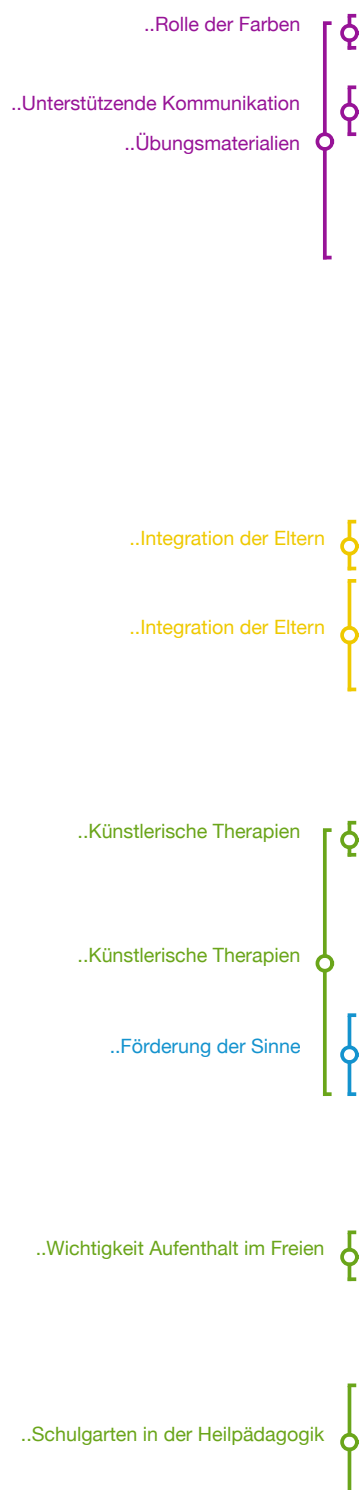 ..Rolle der Farben
..Unterstützende Kommunikation
..Übungsmaterialien
..Integration der Eltern
..Integration der Eltern
..Künstlerische Therapien
..Künstlerische Therapien
..Förderung der Sinne
..Wichtigkeit Aufenthalt im Freien
..Schulgarten in der Heilpädagogik